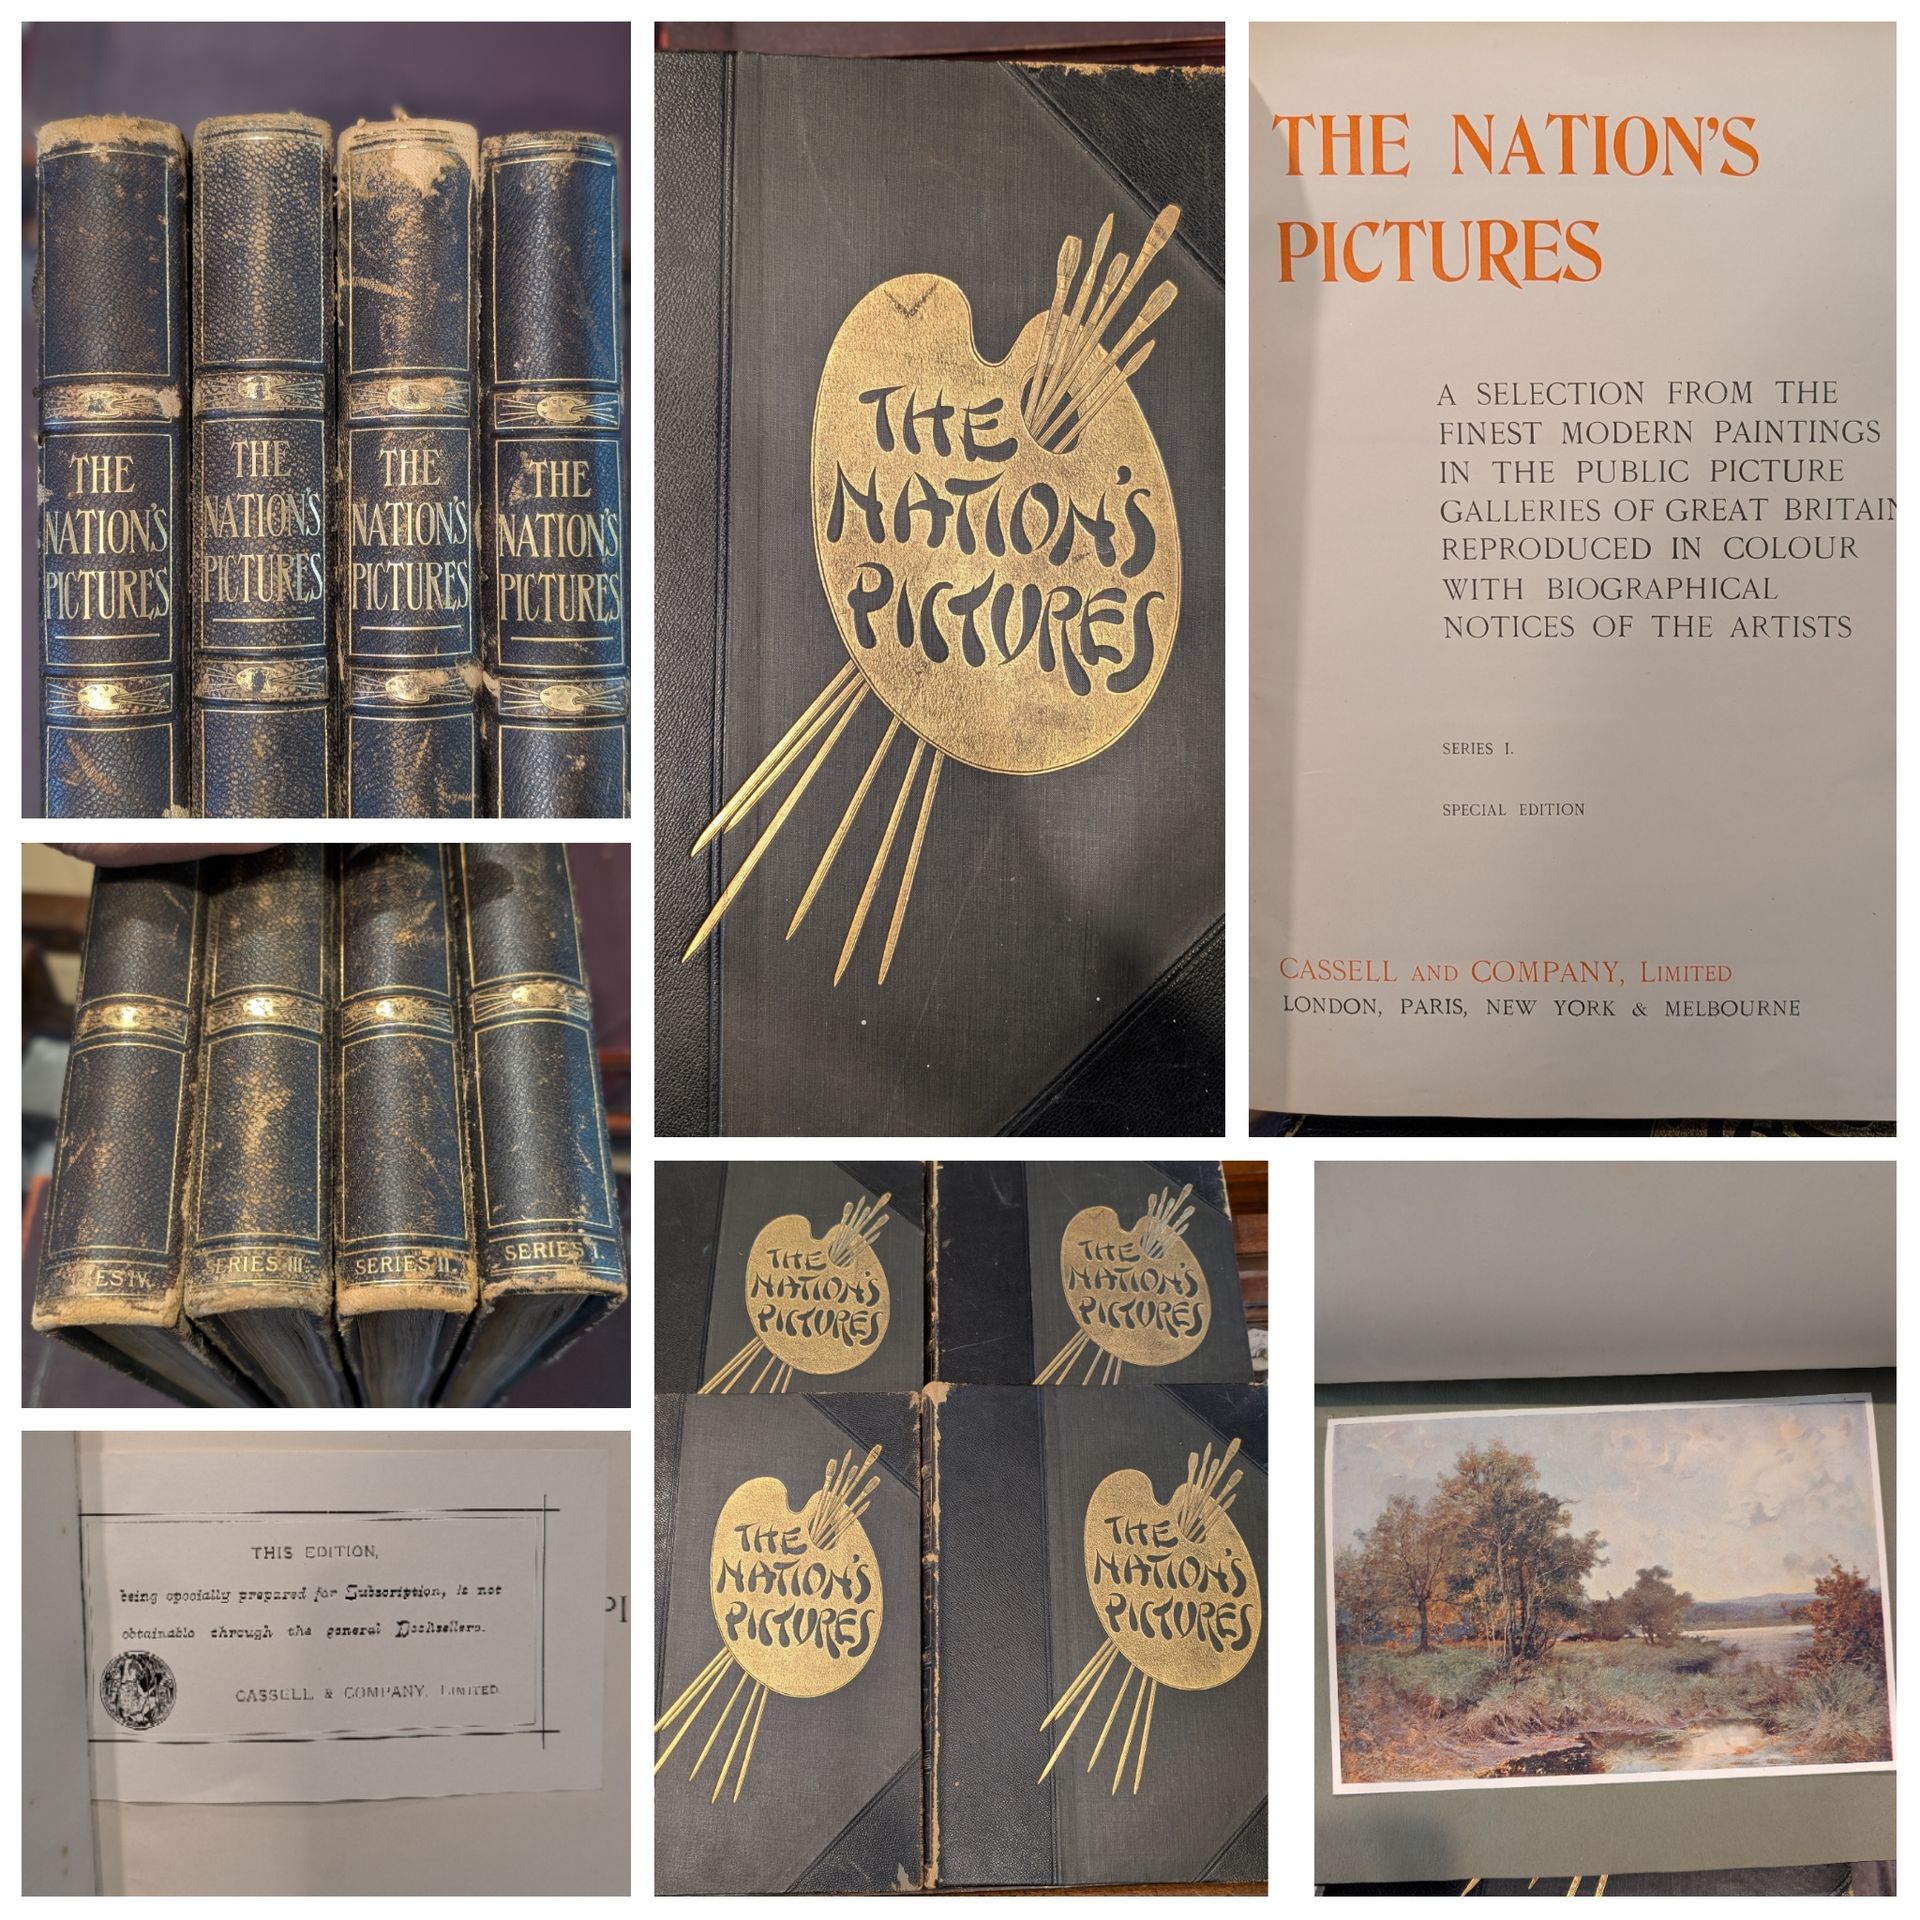 THE
NATION'S
PICTURES
THE
NATION'S
PICTURES
THE
NATION'S
PICTURES
THE
NATION'S
PICTURES
THE
NATION'S
PICTURES
THE NATION'S
PICTURES
A SELECTION FROM THE
FINEST MODERN PAINTINGS
IN THE PUBLIC PICTURE
GALLERIES OF GREAT BRITAIN
REPRODUCED IN COLOUR
WITH BIOGRAPHICAL
NOTICES OF THE ARTISTS
SERIES I.
SPECIAL EDITION
CASSELL AND COMPANY, LIMITED
LONDON, PARIS, NEW YORK & MELBOURNE
IV.
SERIES III.
SERIES II.
SERIES I.
THIS EDITION,
being specially prepared for Subscription, is not
obtainable through the general Booksellers.
CASSELL & COMPANY, LIMITED.
PI
THE
NATION'S
PICTURES
THE
NATION'S
PICTURES
THE
NATION'S
PICTURES
THE
NATION'S
PICTURES